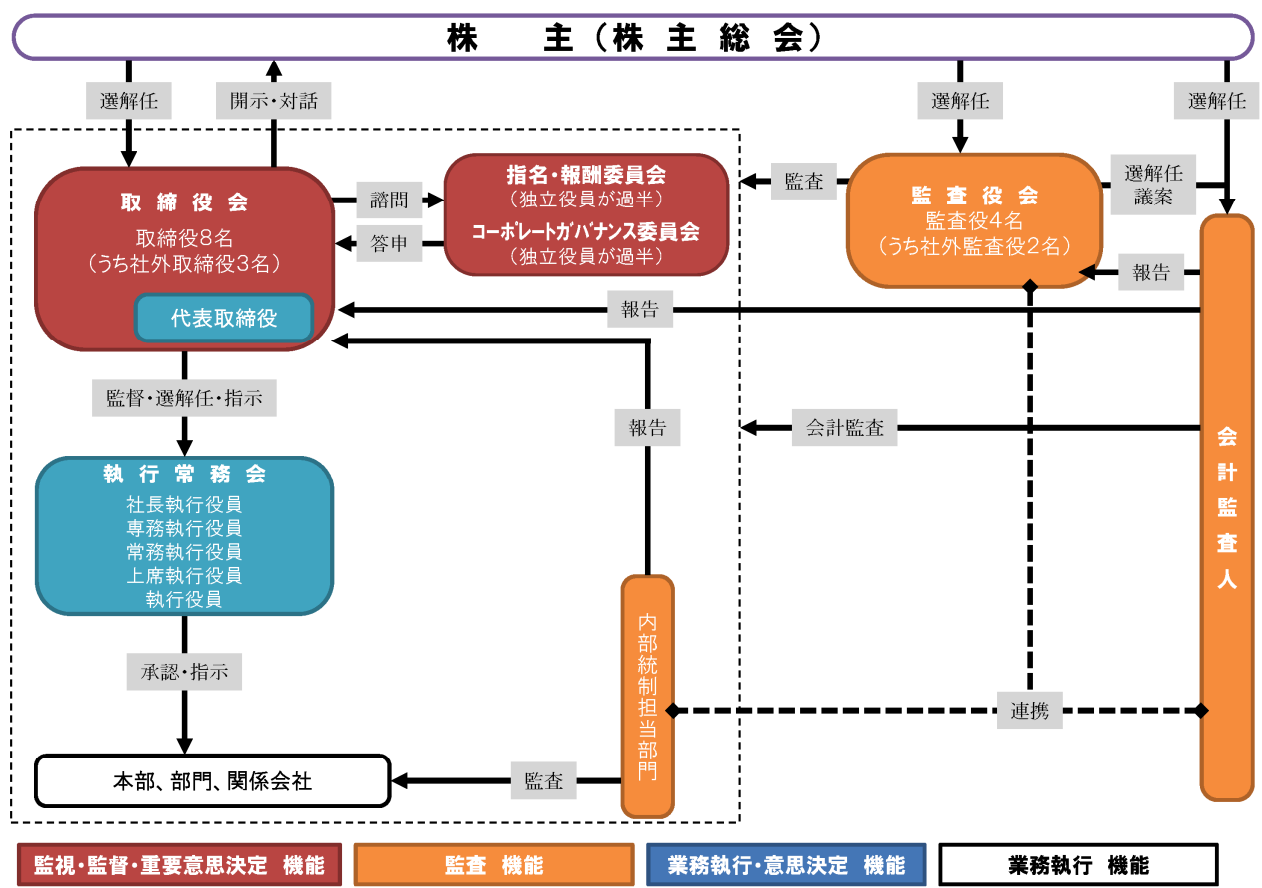 株 主(株 主 総 会)
選解任
開示・対話
選解任
選解任
取 締 役 会
取締役8名
(うち社外取締役3名)
代表取締役
諮問
答申
指名・報酬委員会
(独立役員が過半)
コーポレートガバナンス委員会
(独立役員が過半)
監査
監 査 役 会
監査役4名
(うち社外監査役2名)
選解任
議案
報告
報告
監督・選解任・指示
報告
会計監査
会計監査人
執 行 常 務 会
社長執行役員
専務執行役員
常務執行役員
上席執行役員
執行役員
承認・指示
内部統制担当部門
連携
本部、部門、関係会社
監査
監視・監督・重要意思決定 機能
監査 機能
業務執行・意思決定 機能
業務執行 機能